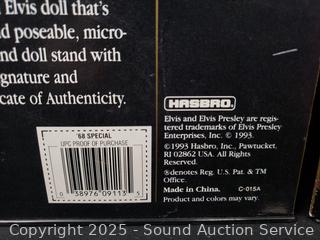 Elvis doll that's
d poseable, micro-
nd doll stand with
gnature and
cate of Authenticity.
'68 SPECIAL
UPC PROOF OF PURCHASE
0 38976 09113 5
HASBRO
Elvis and Elvis Presley are regis-
tered trademarks of Elvis Presley
Enterprises, Inc. © 1993.
©1993 Hasbro, Inc., Pawtucket,
RI 02862 USA. All Rights
Reserved.
®denotes Reg. U.S. Pat. & TM
Office.
Made in China. C-015A
Product and colors may vary.
Copyright 2025 - Sound Auction Service